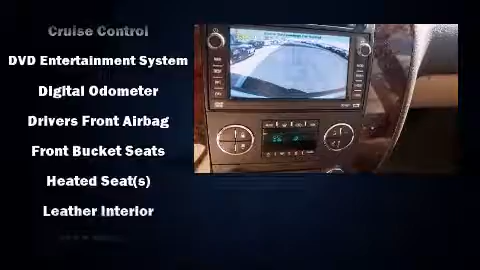 Cruise Control
DVD Entertainment System
Digital Odometer
Drivers Front Airbag
Front Bucket Seats
Heated Seat(s)
Leather Interior